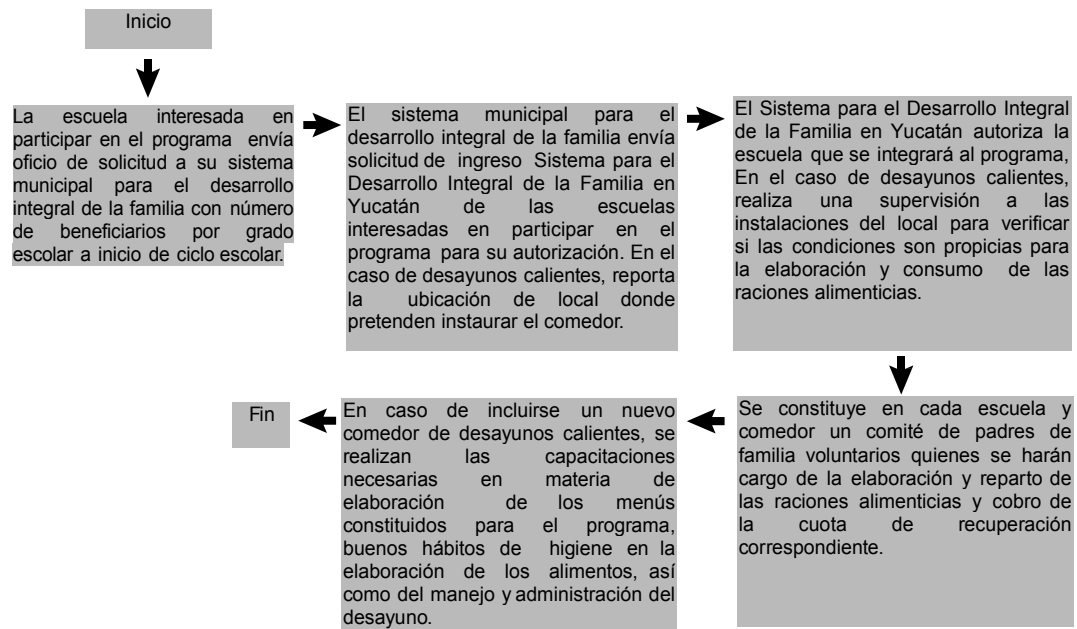 Inicio
La escuela interesada en
participar en el programa envía
oficio de solicitud a su sistema
municipal para el desarrollo
integral de la familia con número
de beneficiarios por grado
escolar a inicio de ciclo escolar.
El sistema municipal para el
desarrollo integral de la familia envía
solicitud de ingreso Sistema para el
Desarrollo Integral de la Familia en
Yucatán de las escuelas
interesadas en participar en el
programa para su autorización. En el
caso de desayunos calientes, reporta
la ubicación de local donde
pretenden instaurar el comedor.
El Sistema para el Desarrollo Integral
de la Familia en Yucatán autoriza la
escuela que se integrará al programa,
En el caso de desayunos calientes,
realiza una supervisión a las
instalaciones del local para verificar
si las condiciones son propicias para
la elaboración y consumo de las
raciones alimenticias.
Se constituye en cada escuela y
comedor un comité de padres de
familia voluntarios quienes se harán
cargo de la elaboración y reparto de
las raciones alimenticias y cobro de
la cuota de recuperación
correspondiente.
En caso de incluirse un nuevo
comedor de desayunos calientes, se
realizan las capacitaciones
necesarias en materia de
elaboración de los menús
constituidos para el programa,
buenos hábitos de higiene en la
elaboración de los alimentos, así
como del manejo y administración del
desayuno.
Fin